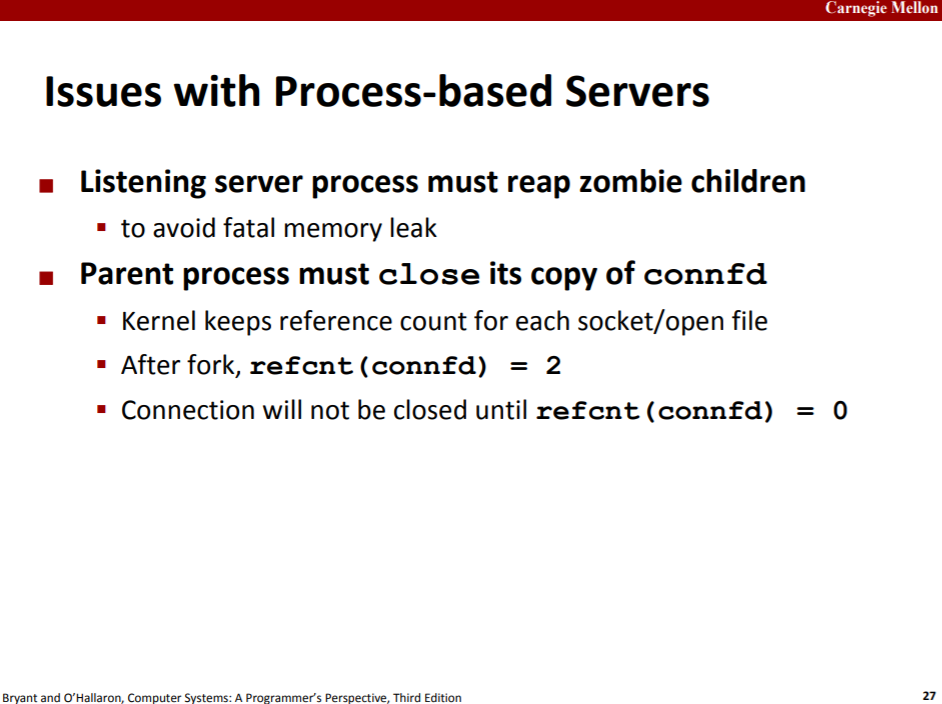 Carnegie Mellon
Issues with Process-based Servers
Listening server process must reap zombie children
to avoid fatal memory leak
Parent process must close its copy of connfd
Kernel keeps reference count for each socket/open file
After fork, refcnt(connfd) = 2
Connection will not be closed until refcnt(connfd) = 0
Bryant and O'Hallaron, Computer Systems: A Programmer's Perspective, Third Edition
27